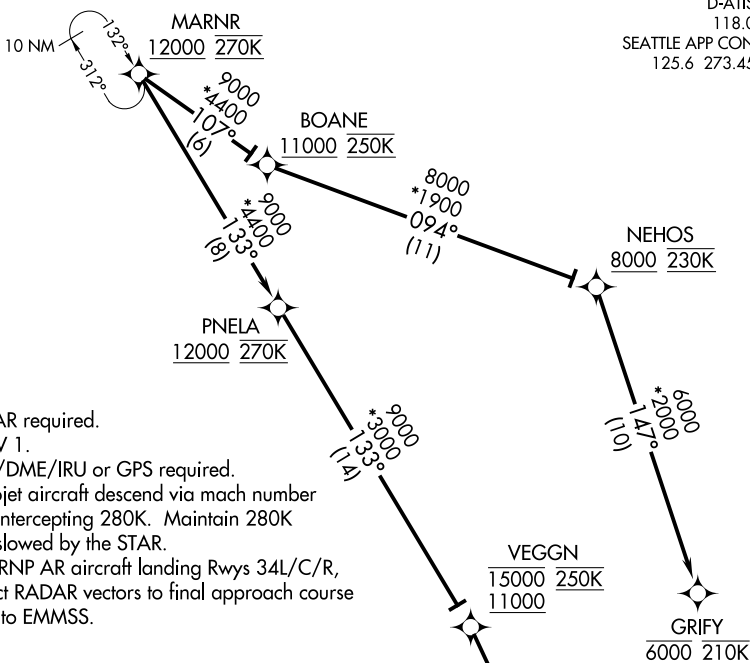 D-ATIS
118.0
SEATTLE APP CON
125.6 273.45
MARNR
12000 270K
10 NM
132°
312°
9000
*4400
107°
(6)
BOANE
11000 250K
8000
*1900
094°
(11)
NEHOS
8000 230K
9000
*4400
133°
(8)
PNELA
12000 270K
6000
*2000
147°
(10)
9000
*3000
133°
(14)
AR required.
V 1.
/DME/IRU or GPS required.
ojet aircraft descend via mach number
intercepting 280K. Maintain 280K
slowed by the STAR.
RNP AR aircraft landing Rwys 34L/C/R,
ct RADAR vectors to final approach course
to EMMSS.
VEGGN
15000 250K
11000
GRIFY
6000 210K